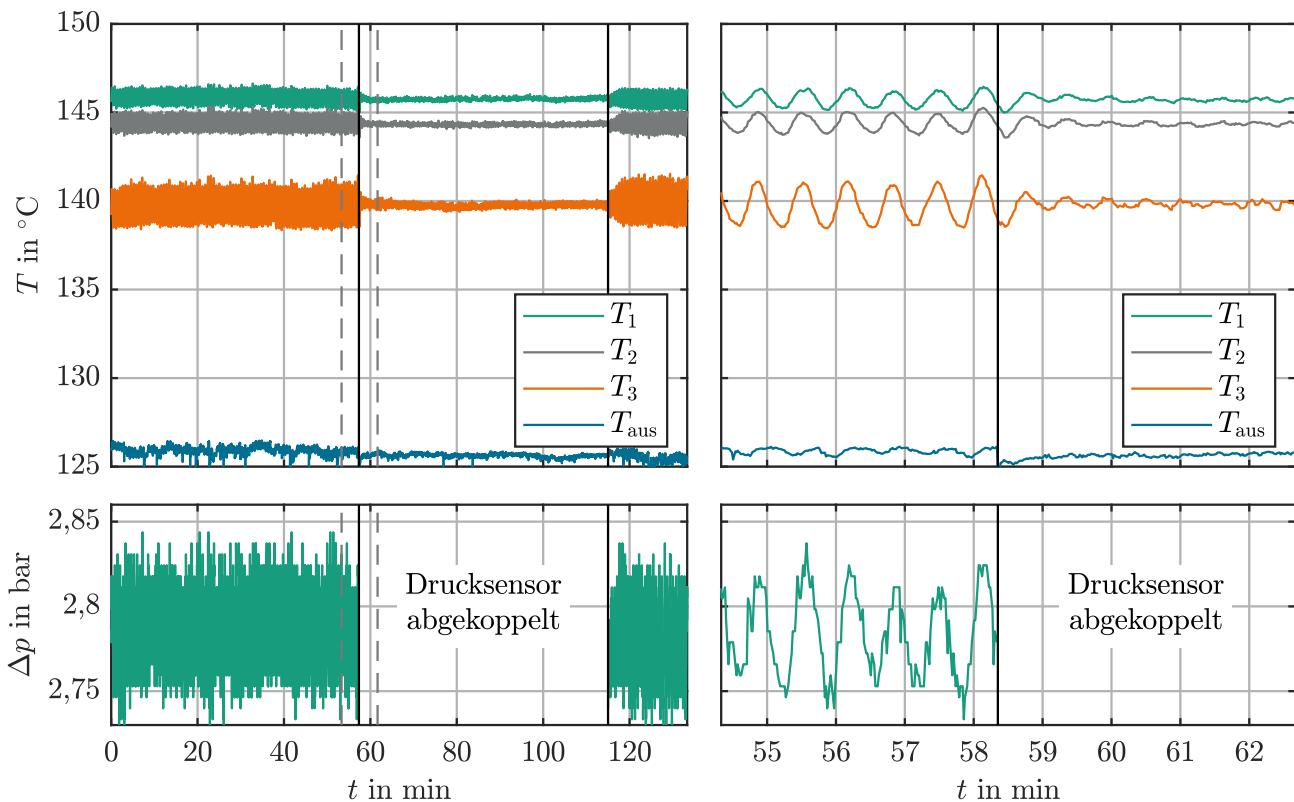 150
145
140
135
130
125
T in °C
T₁
T₂
T₃
Tₐᵤₛ
T₁
T₂
T₃
Tₐᵤₛ
2,85
2,8
2,75
Δp in bar
Drucksensor
abgekoppelt
Drucksensor
abgekoppelt
0 20 40 60 80 100 120
t in min
55 56 57 58 59 60 61 62
t in min